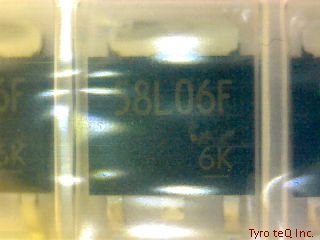 58L06F
6K
Tyro teQ Inc.